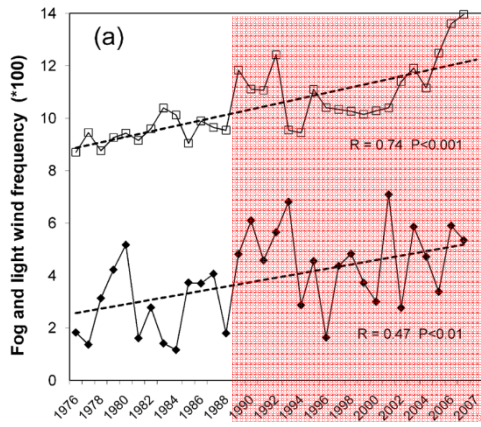 (a)
Fog and light wind frequency (*100)
14
12
10
8
6
4
2
0
R = 0.74 P<0.001
R = 0.47 P<0.01
1976 1978 1980 1982 1984 1986 1988 1990 1992 1994 1996 1998 2000 2002 2004 2006 2007